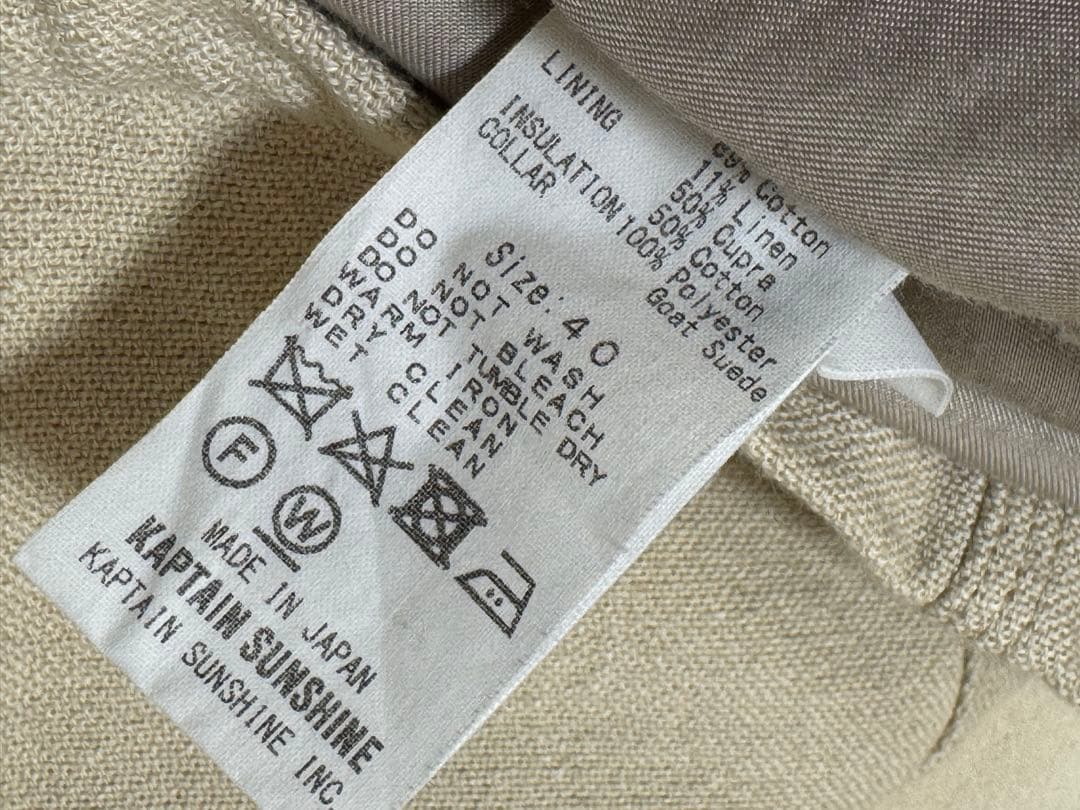 89% Cotton
11% Linen
LINING 50% Cupra
50% Cotton
INSULATION 100% Polyester
COLLAR Goat Suede
Size: 40
DO NOT WASH
DO NOT BLEACH
DO NOT TUMBLE DRY
WARM IRON
DRY CLEAN
WET CLEAN
F
W
MADE IN JAPAN
KAPTAIN SUNSHINE
KAPTAIN SUNSHINE INC.